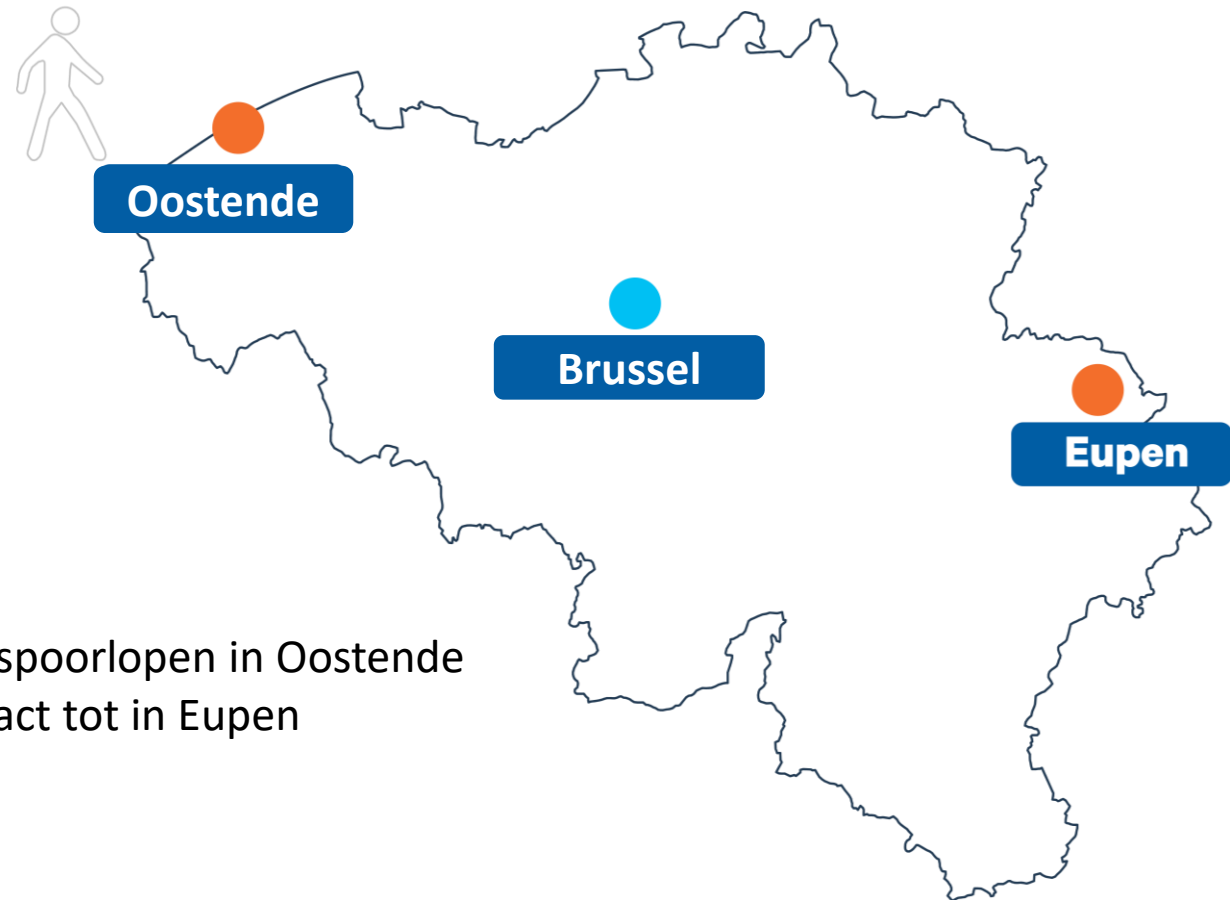 Oostende
Brussel
Eupen
spoorlopen in Oostende
act tot in Eupen